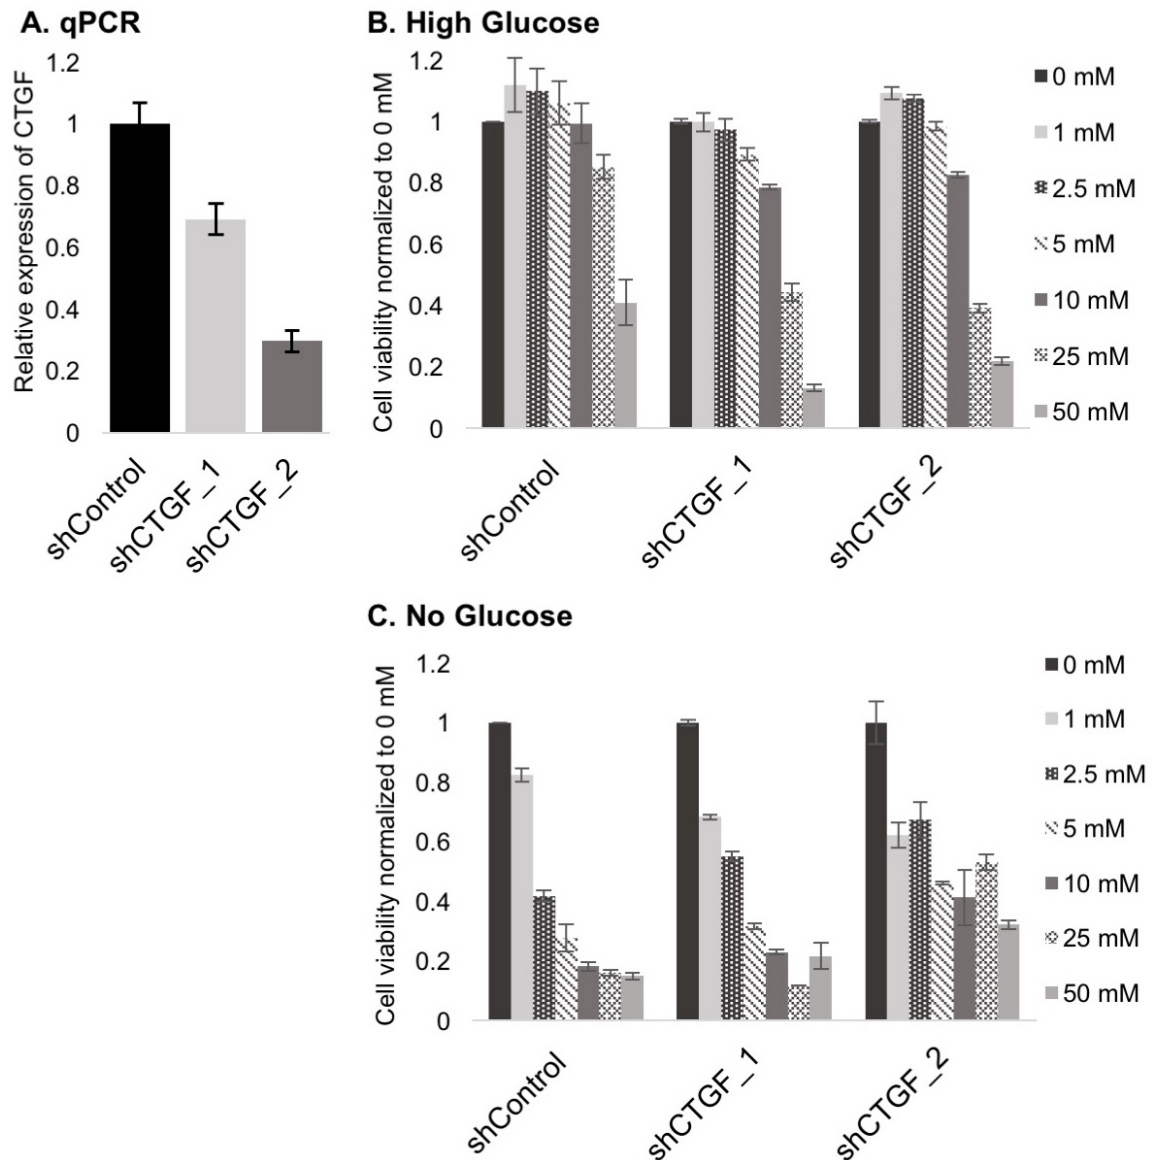 A. qPCR
Relative expression of CTGF
1.2
1
0.8
0.6
0.4
0.2
0
shControl
shCTGF_1
shCTGF_2
B. High Glucose
Cell viability normalized to 0 mM
1.2
1
0.8
0.6
0.4
0.2
0
shControl
shCTGF_1
shCTGF_2
0 mM
1 mM
2.5 mM
5 mM
10 mM
25 mM
50 mM
C. No Glucose
Cell viability normalized to 0 mM
1.2
1
0.8
0.6
0.4
0.2
0
shControl
shCTGF_1
shCTGF_2
0 mM
1 mM
2.5 mM
5 mM
10 mM
25 mM
50 mM